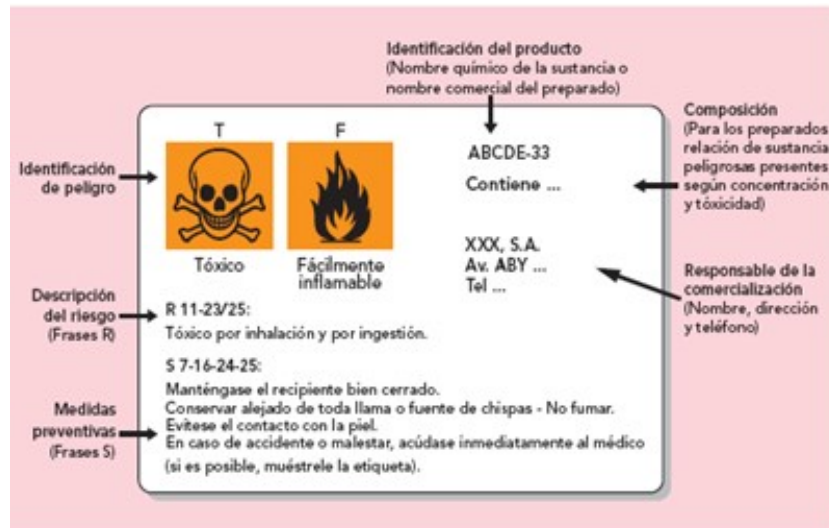 Identificación del producto
(Nombre químico de la sustancia o
nombre comercial del preparado)
Composición
(Para los preparados
relación de sustancia
peligrosas presentes
según concentración
y tóxicidad)
Identificación
de peligro
T
F
ABCDE-33
Contiene ...
Tóxico
Fácilmente
inflamable
XXX, S.A.
Av. ABY ...
Tel ...
Responsable de la
comercialización
(Nombre, dirección
y teléfono)
Descripción
del riesgo
(Frases R)
R 11-23/25:
Tóxico por inhalación y por ingestión.
S 7-16-24-25:
Manténgase el recipiente bien cerrado.
Conservar alejado de toda llama o fuente de chispas - No fumar.
Evítese el contacto con la piel.
En caso de accidente o malestar, acúdase inmediatamente al médico
(si es posible, muéstrele la etiqueta).
Medidas
preventivas
(Frases S)